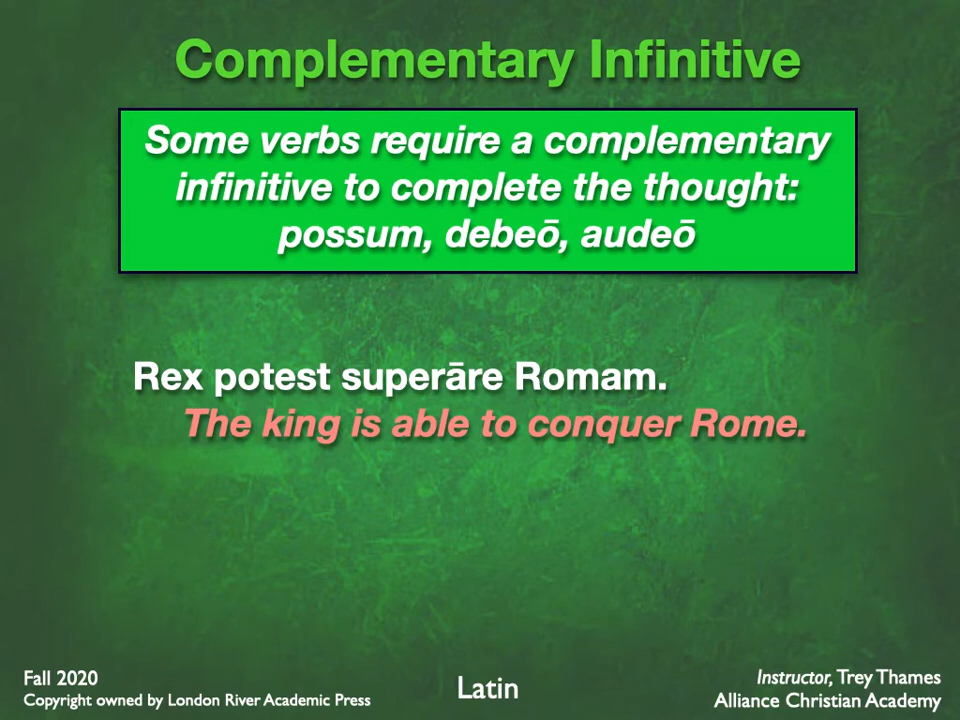 Complementary Infinitive
Some verbs require a complementary
infinitive to complete the thought:
possum, debeō, audeō
Rex potest superāre Romam.
The king is able to conquer Rome.
Fall 2020
Copyright owned by London River Academic Press
Latin
Instructor, Trey Thames
Alliance Christian Academy